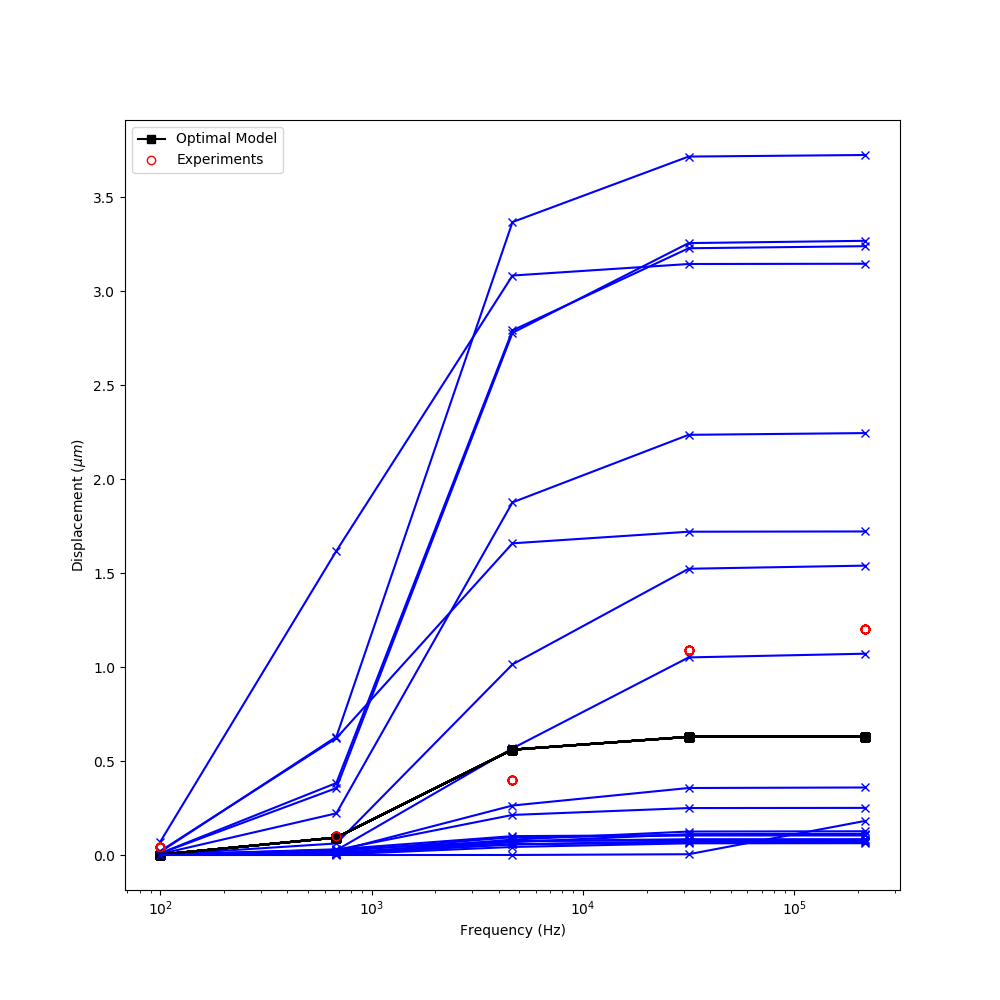 Optimal Model
Experiments
3.5
3.0
2.5
2.0
1.5
1.0
0.5
0.0
Displacement (μm)
10² 10³ 10⁴ 10⁵
Frequency (Hz)